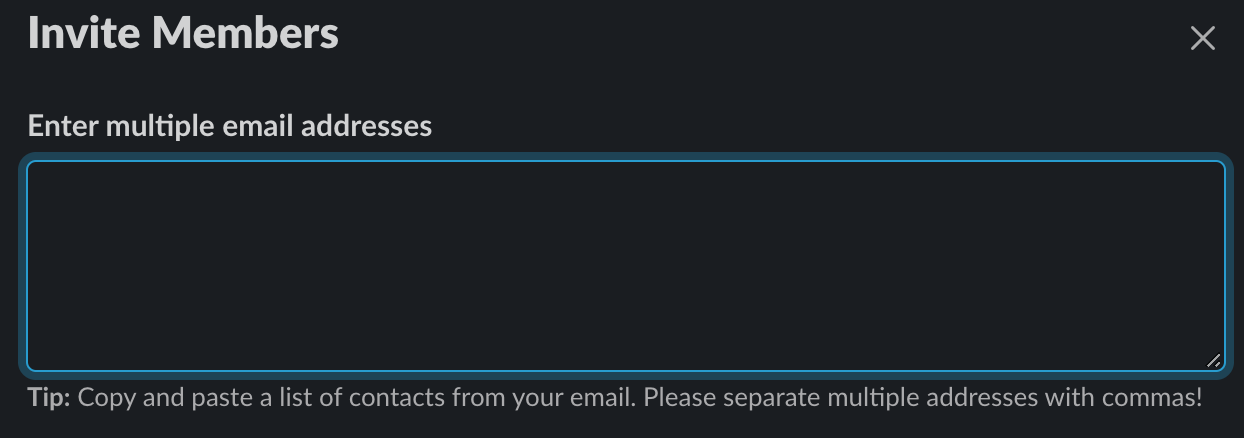 Invite Members
Enter multiple email addresses
Tip: Copy and paste a list of contacts from your email. Please separate multiple addresses with commas!